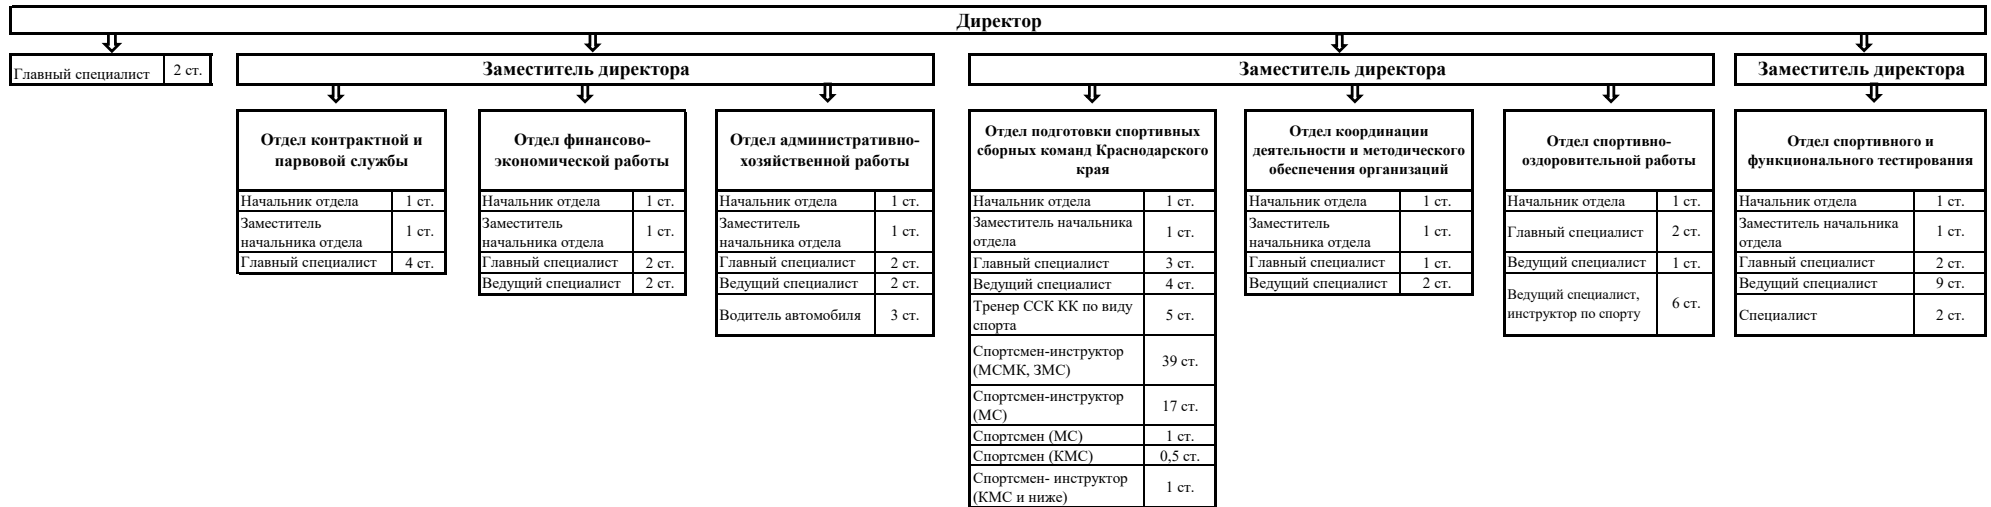 Директор
Главный специалист 2 ст.
Заместитель директора
Заместитель директора
Заместитель директора
Отдел контрактной и
парвовой службы
Начальник отдела 1 ст.
Заместитель
начальника отдела 1 ст.
Главный специалист 4 ст.
Отдел финансово-
экономической работы
Начальник отдела 1 ст.
Заместитель
начальника отдела 1 ст.
Главный специалист 2 ст.
Ведущий специалист 2 ст.
Отдел административно-
хозяйственной работы
Начальник отдела 1 ст.
Заместитель
начальника отдела 1 ст.
Главный специалист 2 ст.
Ведущий специалист 2 ст.
Водитель автомобиля 3 ст.
Отдел подготовки спортивных
сборных команд Краснодарского
края
Начальник отдела 1 ст.
Заместитель начальника
отдела 1 ст.
Главный специалист 3 ст.
Ведущий специалист 4 ст.
Тренер ССК КК по виду
спорта 5 ст.
Спортсмен-инструктор
(МСМК, ЗМС) 39 ст.
Спортсмен-инструктор
(МС) 17 ст.
Спортсмен (МС) 1 ст.
Спортсмен (КМС) 0,5 ст.
Спортсмен- инструктор
(КМС и ниже) 1 ст.
Отдел координации
деятельности и методического
обеспечения организаций
Начальник отдела 1 ст.
Заместитель
начальника отдела 1 ст.
Главный специалист 1 ст.
Ведущий специалист 2 ст.
Отдел спортивно-
оздоровительной работы
Начальник отдела 1 ст.
Главный специалист 2 ст.
Ведущий специалист 1 ст.
Ведущий специалист,
инструктор по спорту 6 ст.
Отдел спортивного и
функционального тестирования
Начальник отдела 1 ст.
Заместитель начальника
отдела 1 ст.
Главный специалист 2 ст.
Ведущий специалист 9 ст.
Специалист 2 ст.